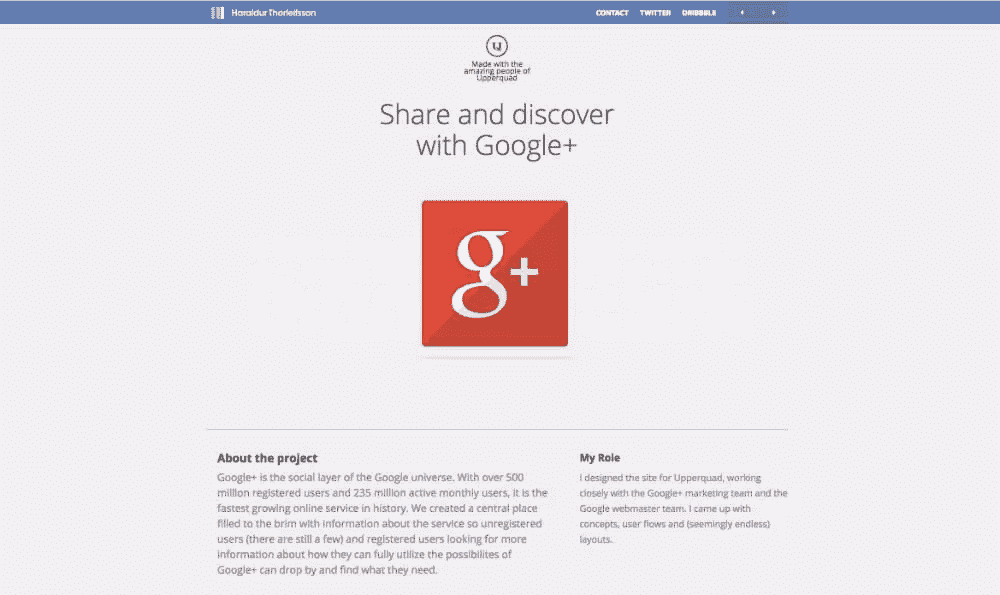 Haraldur Thorleifsson
CONTACT TWITTER DRIBBBLE
U
Made with the
amazing people of
Upperquad
Share and discover
with Google+
g+
About the project
Google+ is the social layer of the Google universe. With over 500
million registered users and 235 million active monthly users, it is the
fastest growing online service in history. We created a central place
filled to the brim with information about the service so unregistered
users (there are still a few) and registered users looking for more
information about how they can fully utilize the possibilites of
Google+ can drop by and find what they need.
My Role
I designed the site for Upperquad, working
closely with the Google+ marketing team and the
Google webmaster team. I came up with
concepts, user flows and (seemingly endless)
layouts.